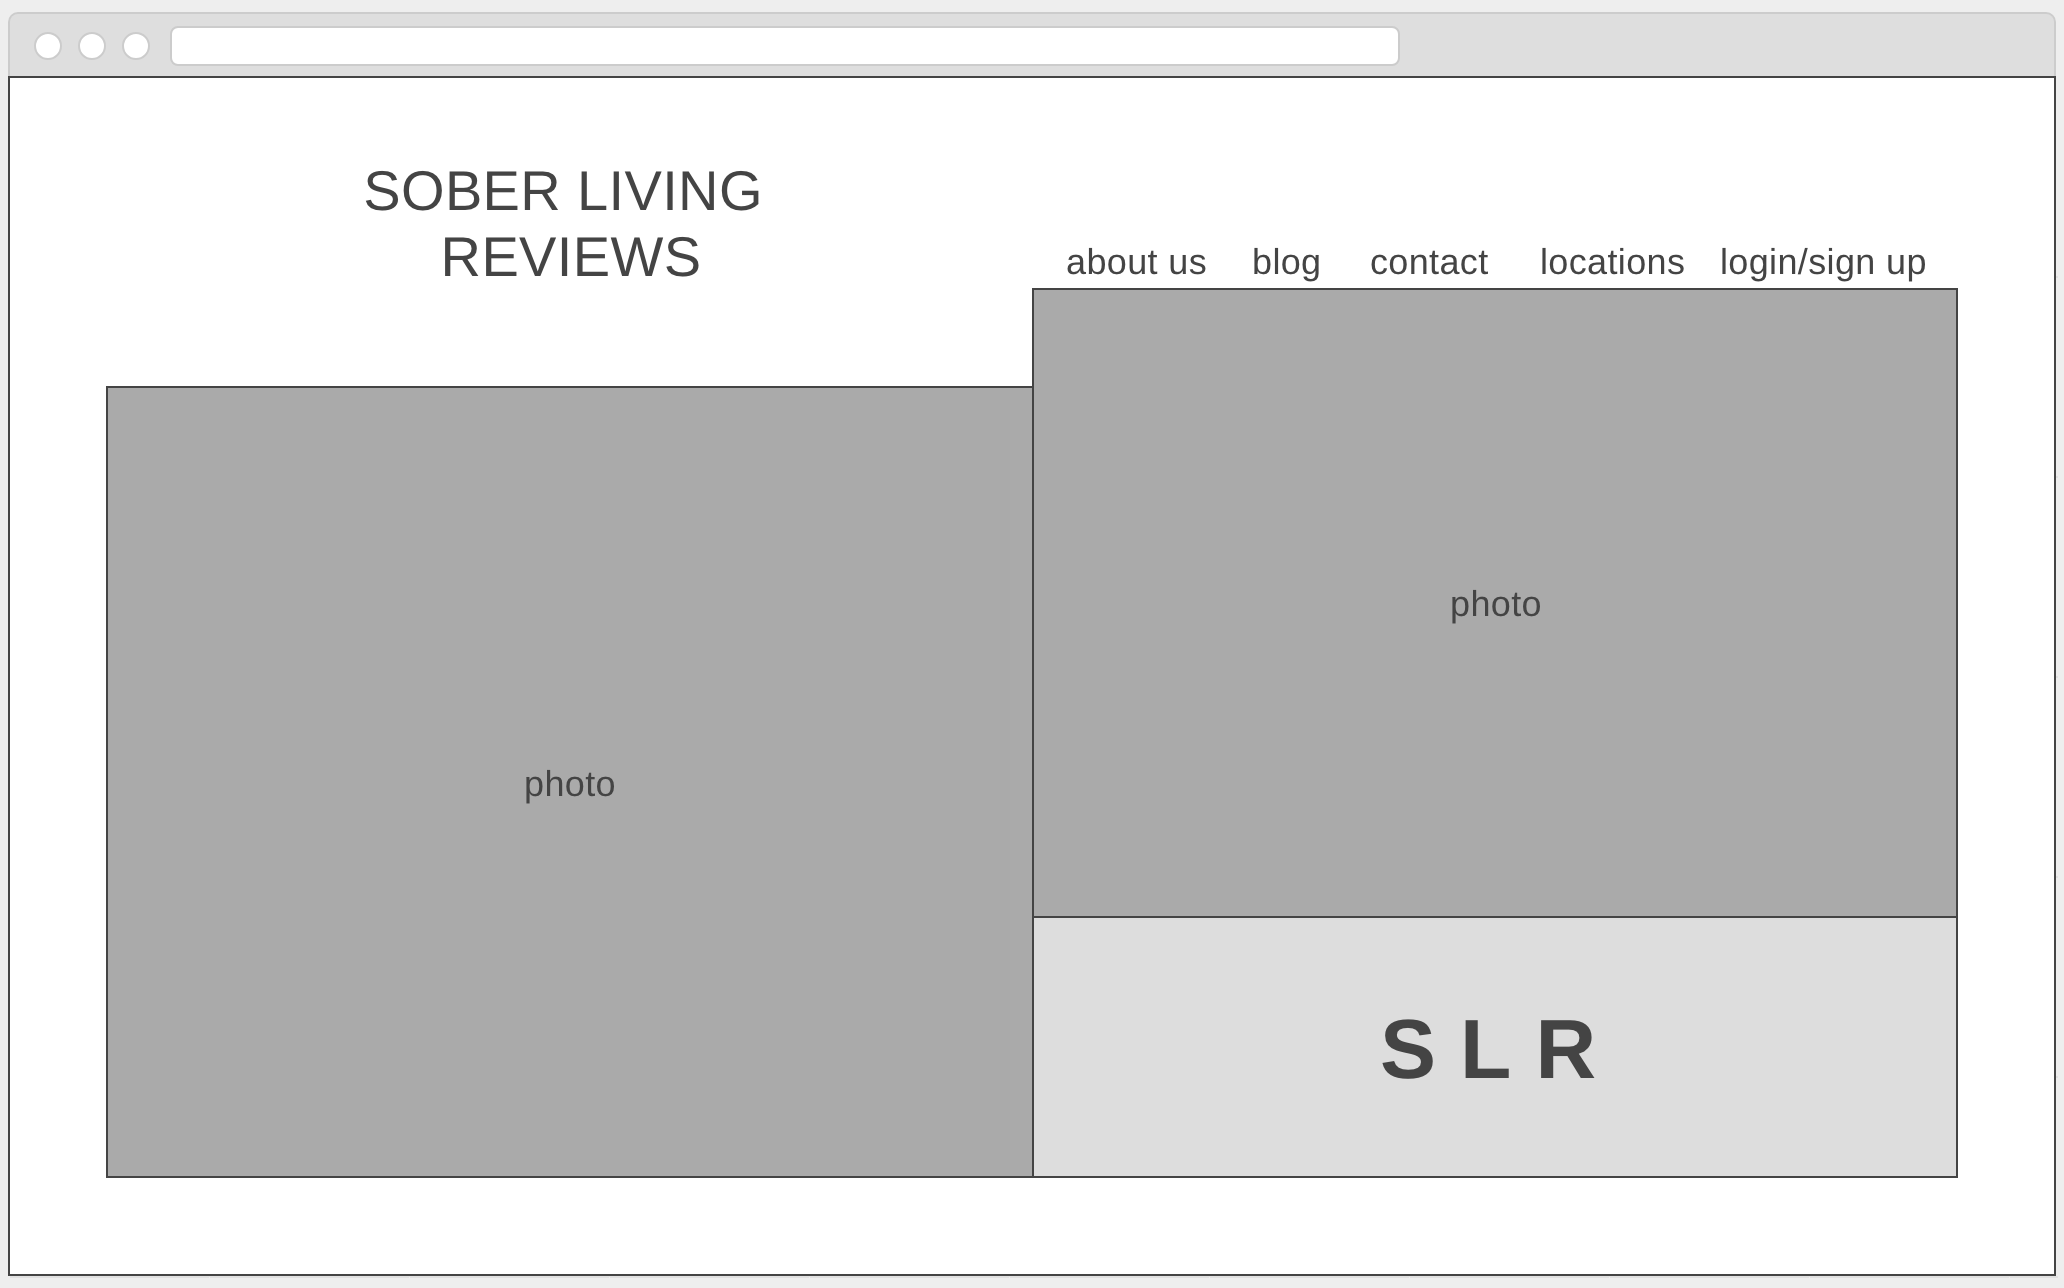 SOBER LIVING
REVIEWS
about us blog contact locations login/sign up
photo
photo
S L R